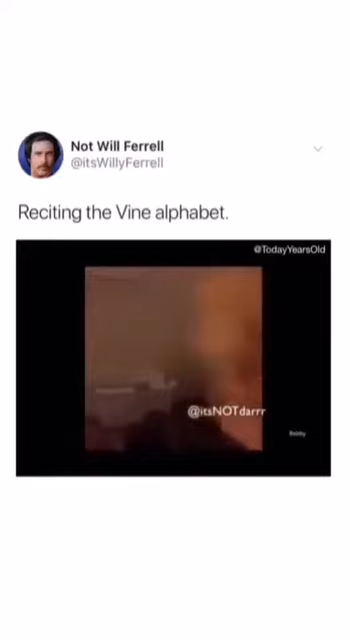 Not Will Ferrell
@itsWillyFerrell
Reciting the Vine alphabet.
@TodayYearsOld
@itsNOTdarrr